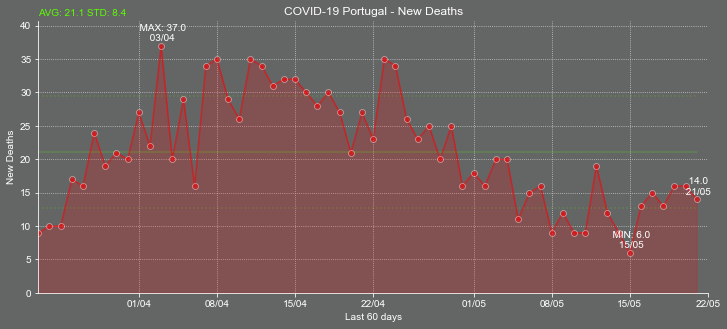 COVID-19 Portugal - New Deaths
AVG: 21.1 STD: 8.4
MAX: 37.0
03/04
14.0
21/05
MIN: 6.0
15/05
New Deaths
40
35
30
25
20
15
10
5
0
01/04 08/04 15/04 22/04 01/05 08/05 15/05 22/05
Last 60 days